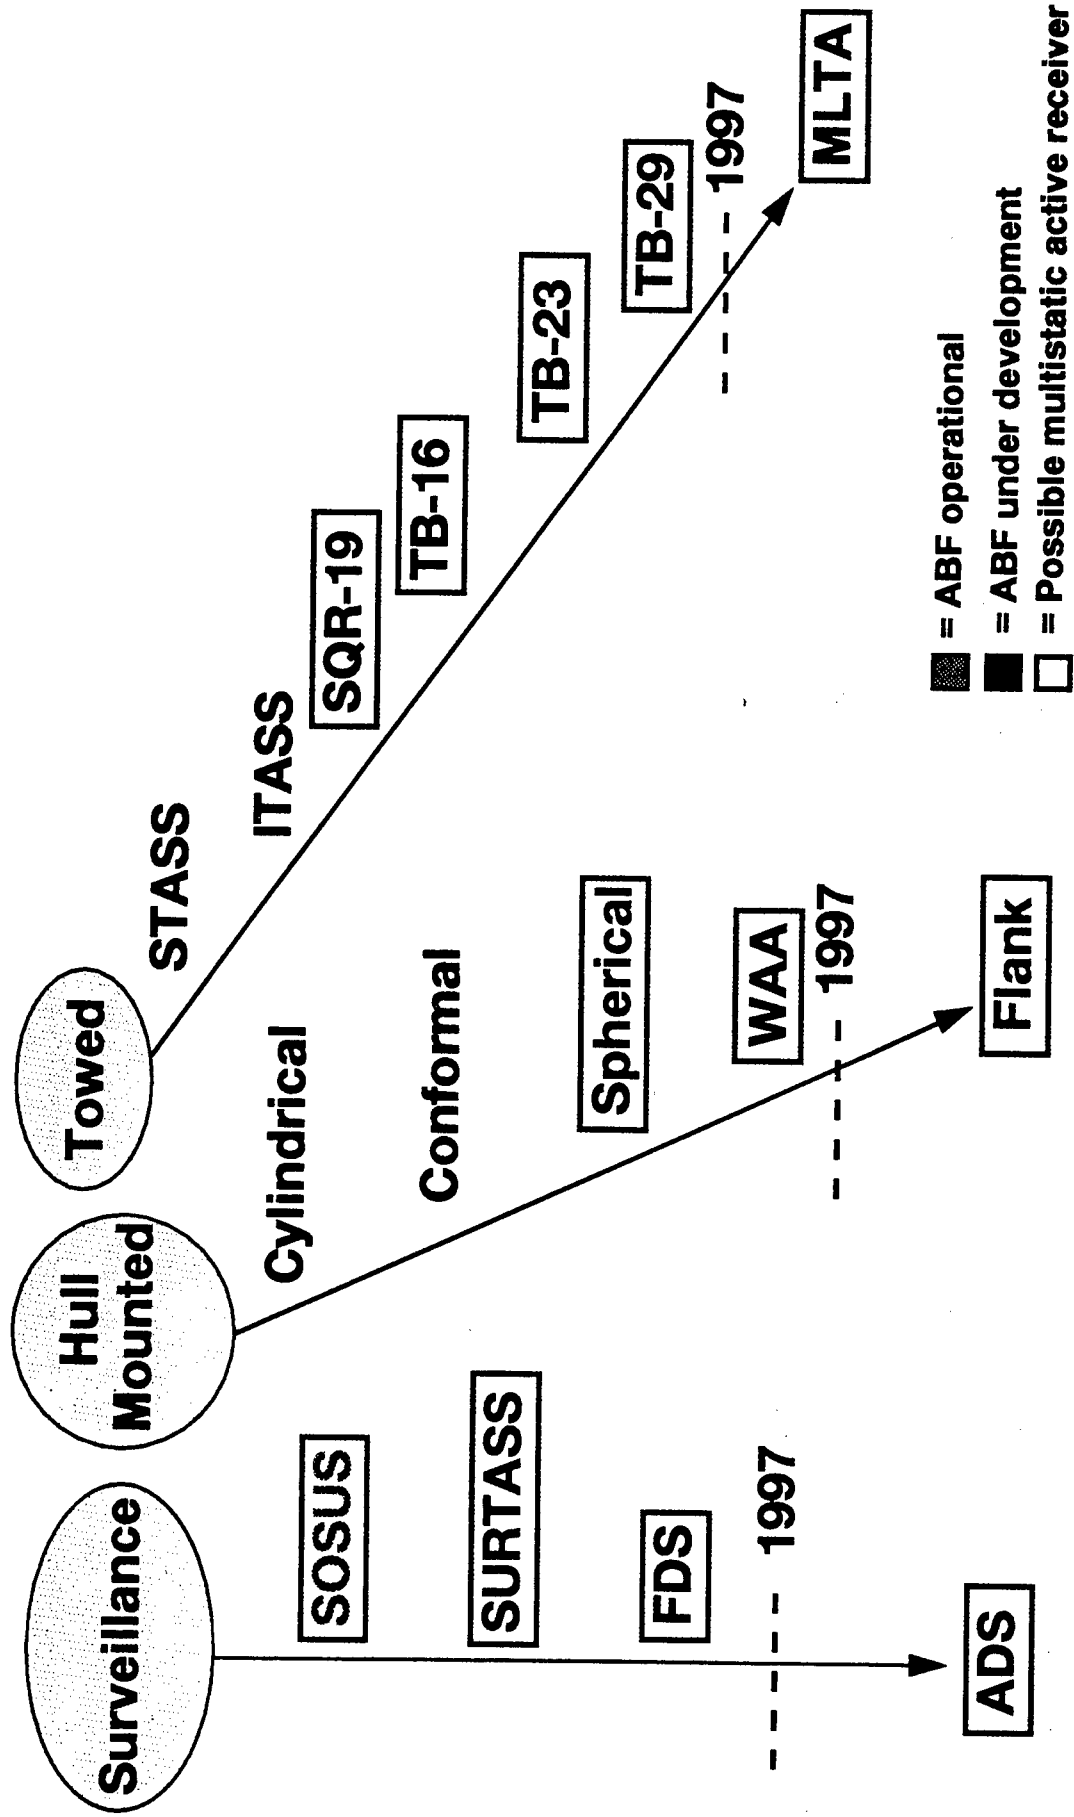 Surveillance
SOSUS
SURTASS
FDS
1997
ADS
Hull
Mounted
Cylindrical
Conformal
Spherical
WAA
1997
Flank
Towed
STASS
ITASS
SQR-19
TB-16
TB-23
TB-29
1997
MLTA
= ABF operational
= ABF under development
= Possible multistatic active receiver